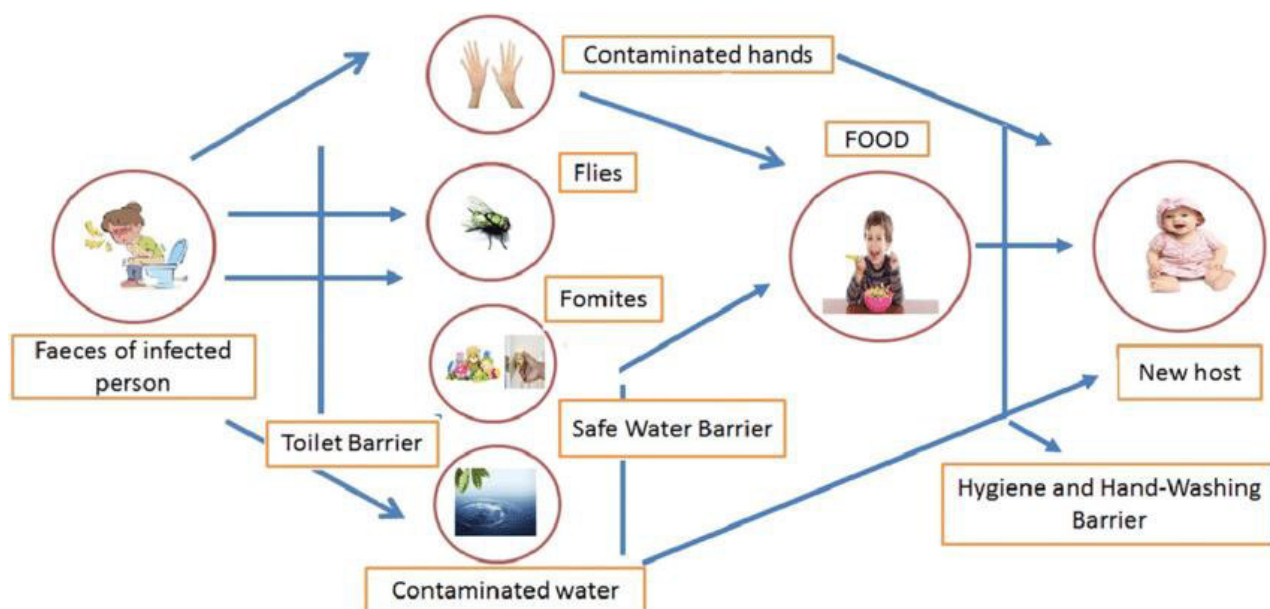 Contaminated hands
FOOD
Flies
Fomites
Faeces of infected
person
New host
Toilet Barrier
Safe Water Barrier
Hygiene and Hand-Washing
Barrier
Contaminated water